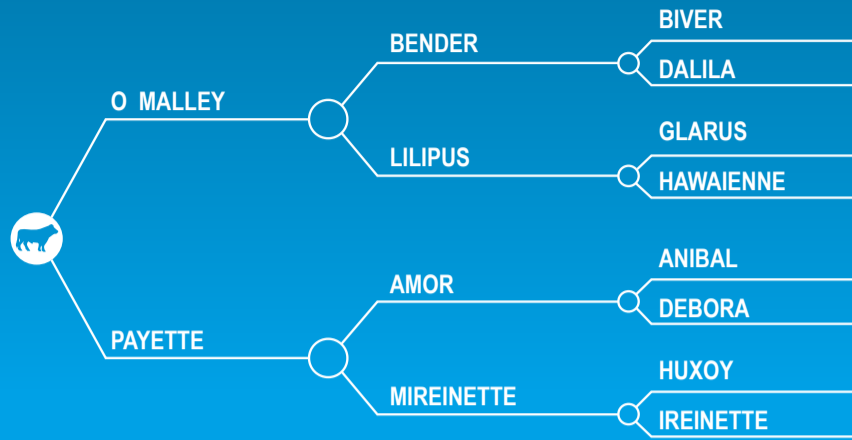 BIVER
BENDER
DALILA
O MALLEY
GLARUS
LILIPUS
HAWAIENNE
ANIBAL
AMOR
DEBORA
PAYETTE
HUXOY
MIREINETTE
IREINETTE